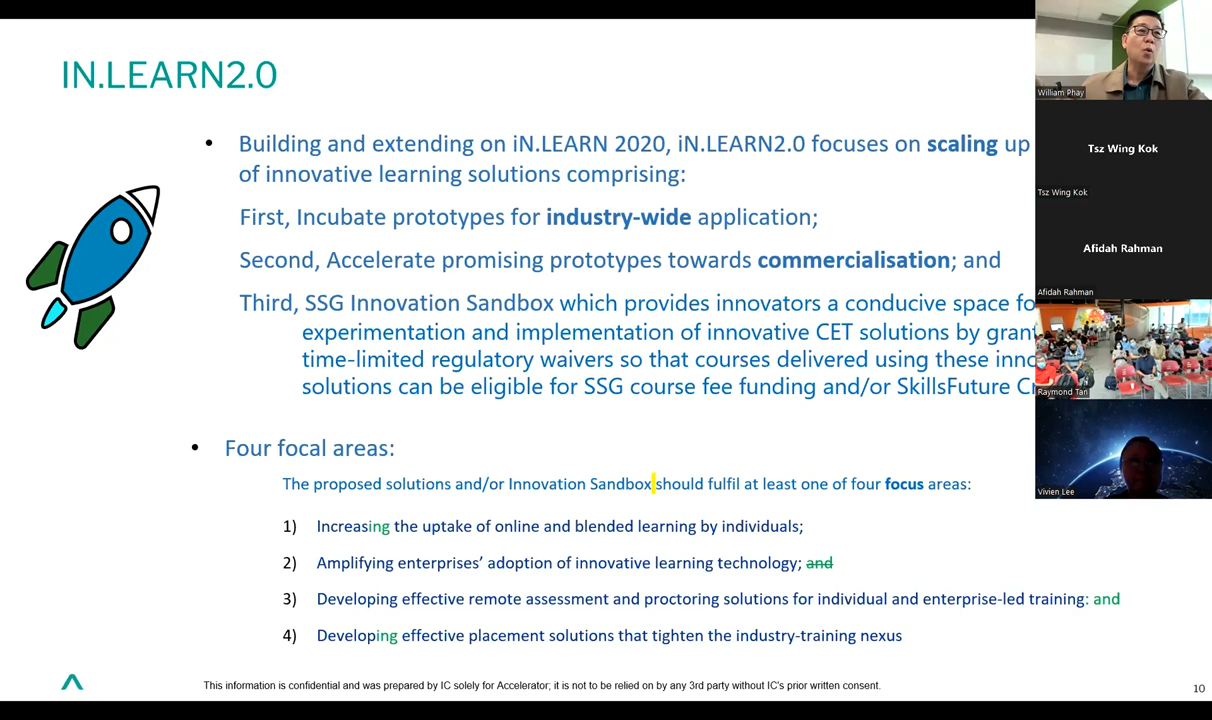 IN.LEARN2.0
• Building and extending on iN.LEARN 2020, iN.LEARN2.0 focuses on scaling up
of innovative learning solutions comprising:
First, Incubate prototypes for industry-wide application;
Second, Accelerate promising prototypes towards commercialisation; and
Third, SSG Innovation Sandbox which provides innovators a conducive space fo
experimentation and implementation of innovative CET solutions by grant
time-limited regulatory waivers so that courses delivered using these inno
solutions can be eligible for SSG course fee funding and/or SkillsFuture C
• Four focal areas:
The proposed solutions and/or Innovation Sandbox should fulfil at least one of four focus areas:
1) Increasing the uptake of online and blended learning by individuals;
2) Amplifying enterprises’ adoption of innovative learning technology; and
3) Developing effective remote assessment and proctoring solutions for individual and enterprise-led training: and
4) Developing effective placement solutions that tighten the industry-training nexus
This information is confidential and was prepared by IC solely for Accelerator; it is not to be relied on by any 3rd party without IC's prior written consent.
10
William Phay
Tsz Wing Kok
Tsz Wing Kok
Afidah Rahman
Afidah Rahman
Raymond Tan
Vivien Lee